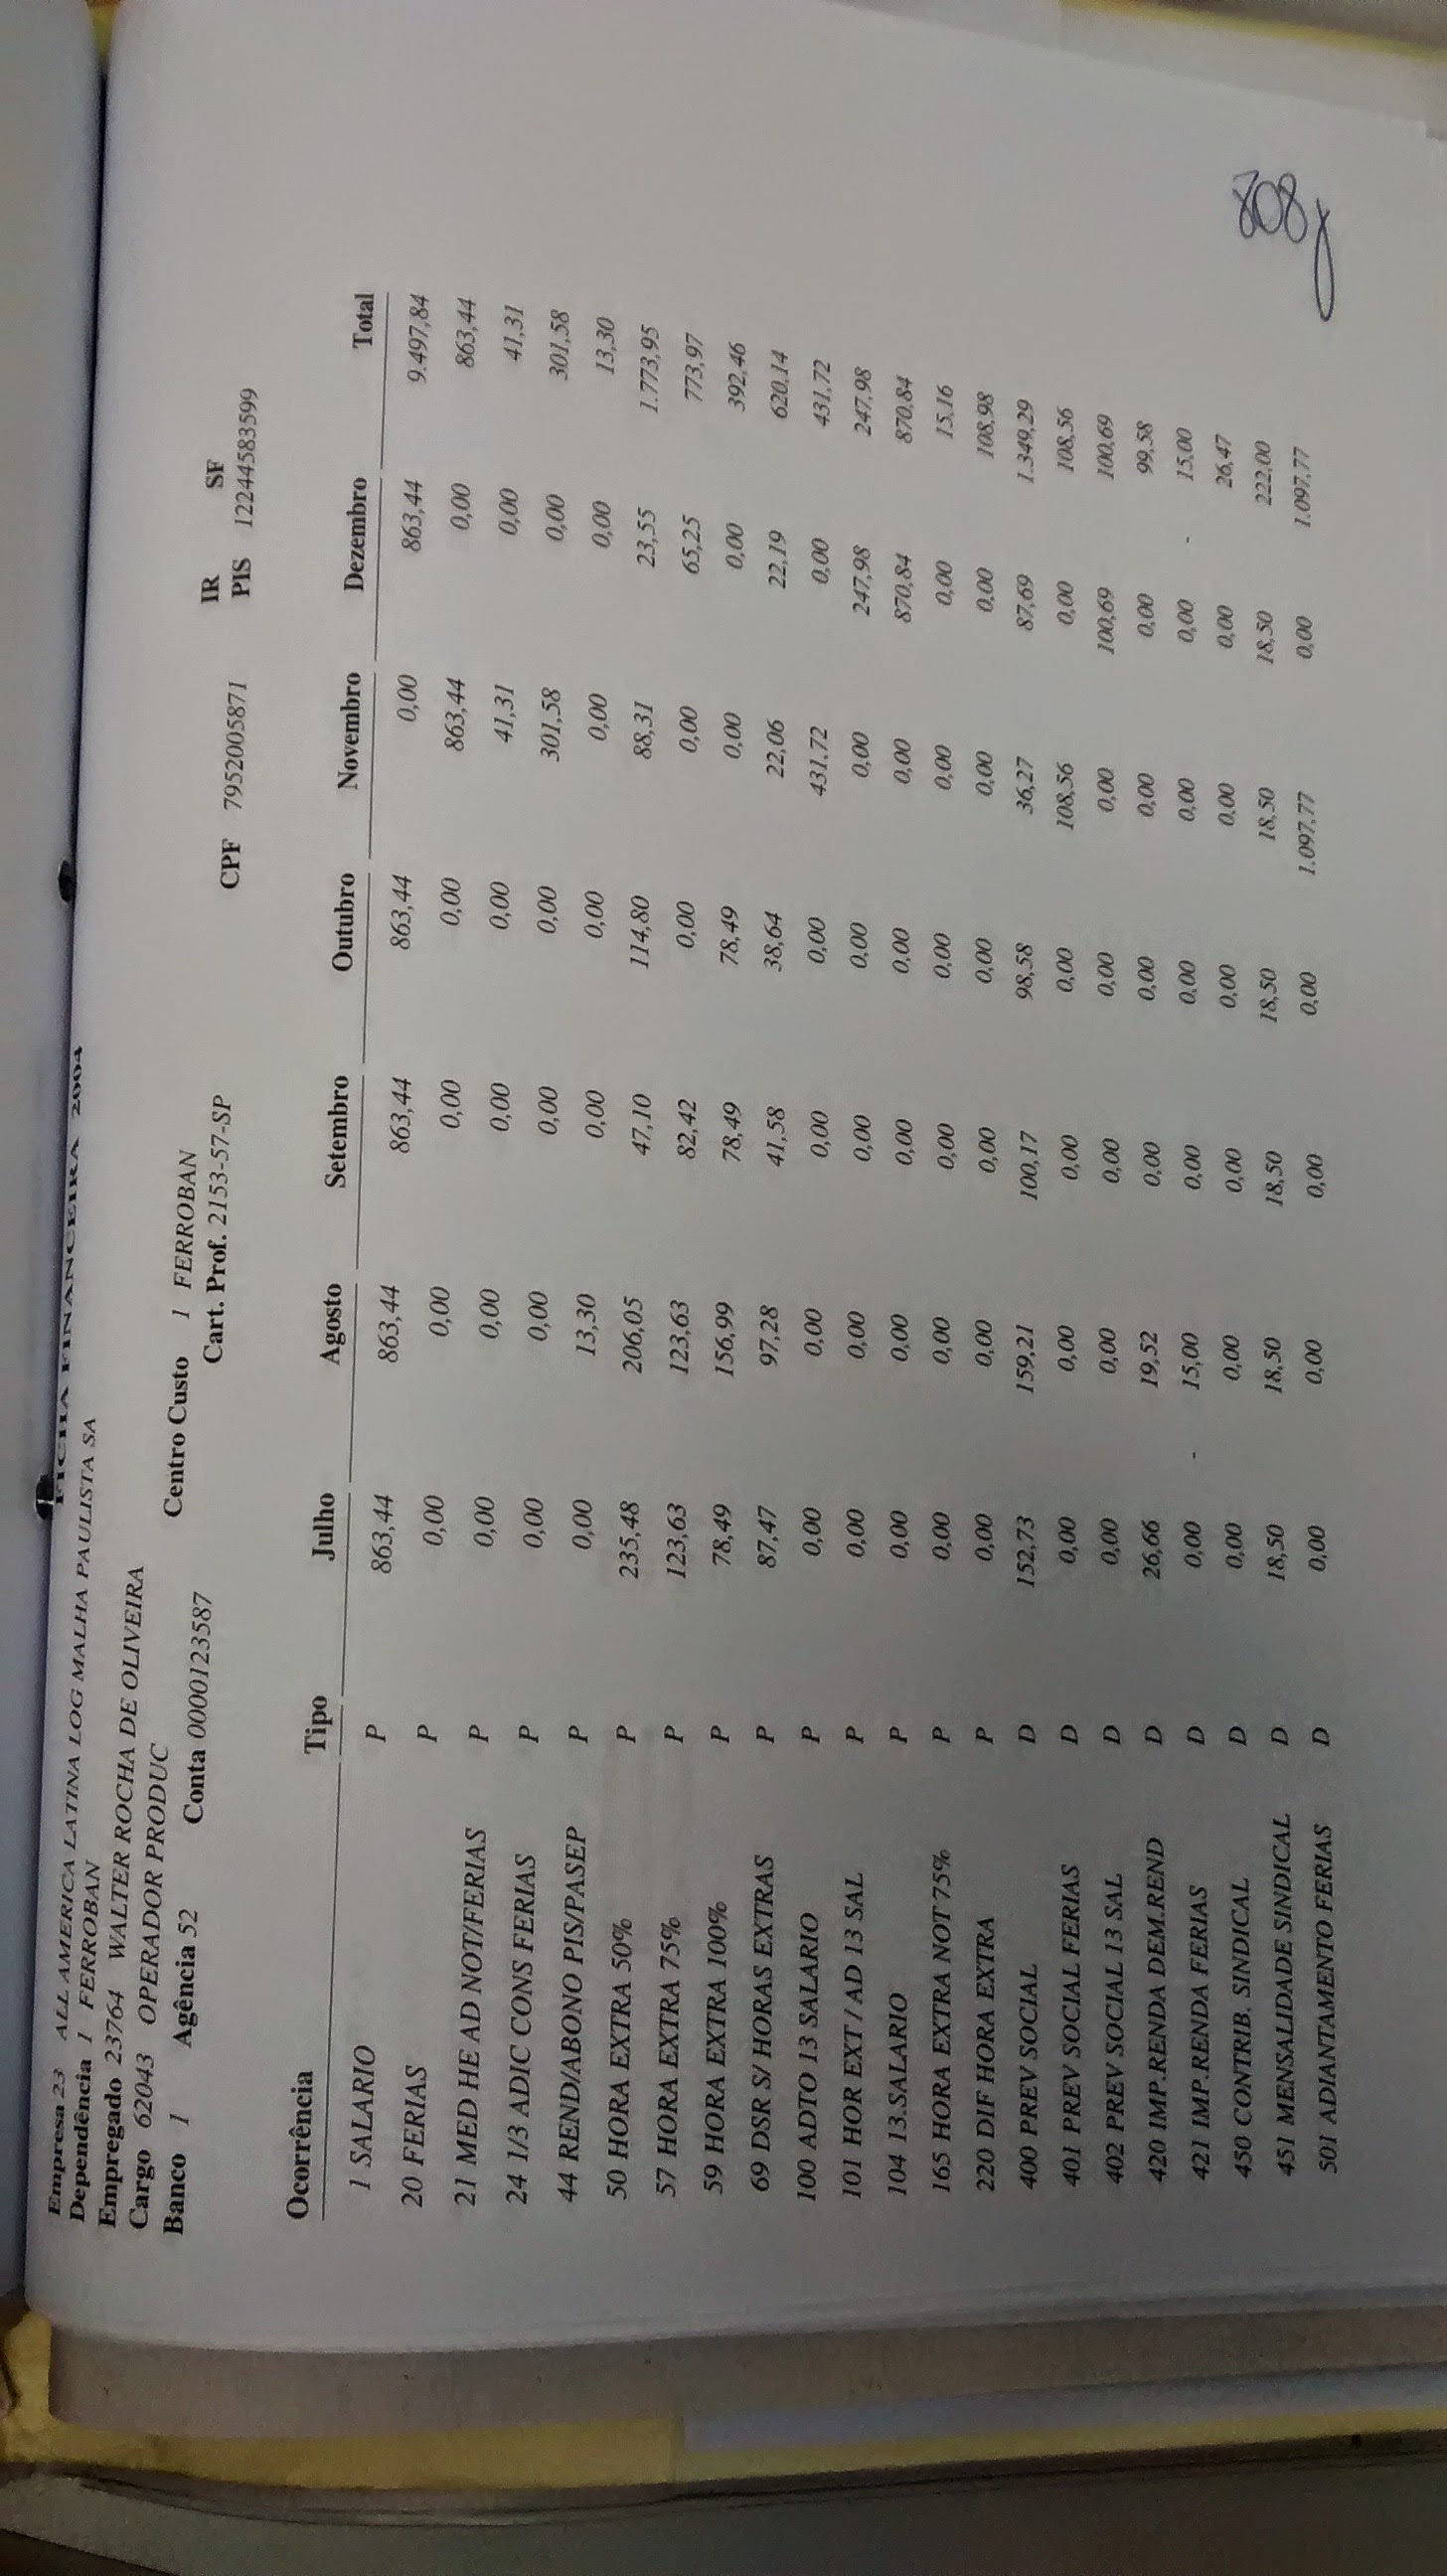 FICHA FINANCEIRA 2004
Empresa 23 ALL AMERICA LATINA LOG MALHA PAULISTA SA
Dependência 1 FERROBAN
Empregado 23764 WALTER ROCHA DE OLIVEIRA Centro Custo 1 FERROBAN IR SF
Cargo 62043 OPERADOR PRODUC Cart. Prof. 2153-57-SP CPF 7952005871 PIS 12244583599
Banco 1 Agência 52 Conta 0000123587
Ocorrência Tipo Julho Agosto Setembro Outubro Novembro Dezembro Total
1 SALARIO P 863,44 863,44 863,44 863,44 0,00 863,44 9.497,84
20 FERIAS P 0,00 0,00 0,00 0,00 863,44 0,00 863,44
21 MED HE AD NOT/FERIAS P 0,00 0,00 0,00 0,00 41,31 0,00 41,31
24 1/3 ADIC CONS FERIAS P 0,00 0,00 0,00 0,00 301,58 0,00 301,58
44 REND/ABONO PIS/PASEP P 0,00 13,30 0,00 0,00 0,00 0,00 13,30
50 HORA EXTRA 50% P 235,48 206,05 47,10 114,80 88,31 23,55 1.773,95
57 HORA EXTRA 75% P 123,63 123,63 82,42 0,00 0,00 65,25 773,97
59 HORA EXTRA 100% P 78,49 156,99 78,49 78,49 0,00 0,00 392,46
69 DSR S/ HORAS EXTRAS P 87,47 97,28 41,58 38,64 22,06 22,19 620,14
100 ADTO 13 SALARIO P 0,00 0,00 0,00 0,00 431,72 0,00 431,72
101 HOR EXT / AD 13 SAL P 0,00 0,00 0,00 0,00 0,00 247,98 247,98
104 13.SALARIO P 0,00 0,00 0,00 0,00 0,00 870,84 870,84
165 HORA EXTRA NOT 75% P 0,00 0,00 0,00 0,00 0,00 0,00 15,16
220 DIF HORA EXTRA P 0,00 0,00 0,00 0,00 0,00 0,00 108,98
400 PREV SOCIAL D 152,73 159,21 100,17 98,58 36,27 87,69 1.349,29
401 PREV SOCIAL FERIAS D 0,00 0,00 0,00 0,00 108,56 0,00 108,56
402 PREV SOCIAL 13 SAL D 0,00 0,00 0,00 0,00 0,00 100,69 100,69
420 IMP.RENDA DEM.REND D 26,66 19,52 0,00 0,00 0,00 0,00 99,58
421 IMP.RENDA FERIAS D 0,00 15,00 0,00 0,00 0,00 0,00 15,00
450 CONTRIB. SINDICAL D 0,00 0,00 0,00 0,00 0,00 0,00 26,47
451 MENSALIDADE SINDICAL D 18,50 18,50 18,50 18,50 18,50 18,50 222,00
501 ADIANTAMENTO FERIAS D 0,00 0,00 0,00 0,00 1.097,77 0,00 1.097,77
808